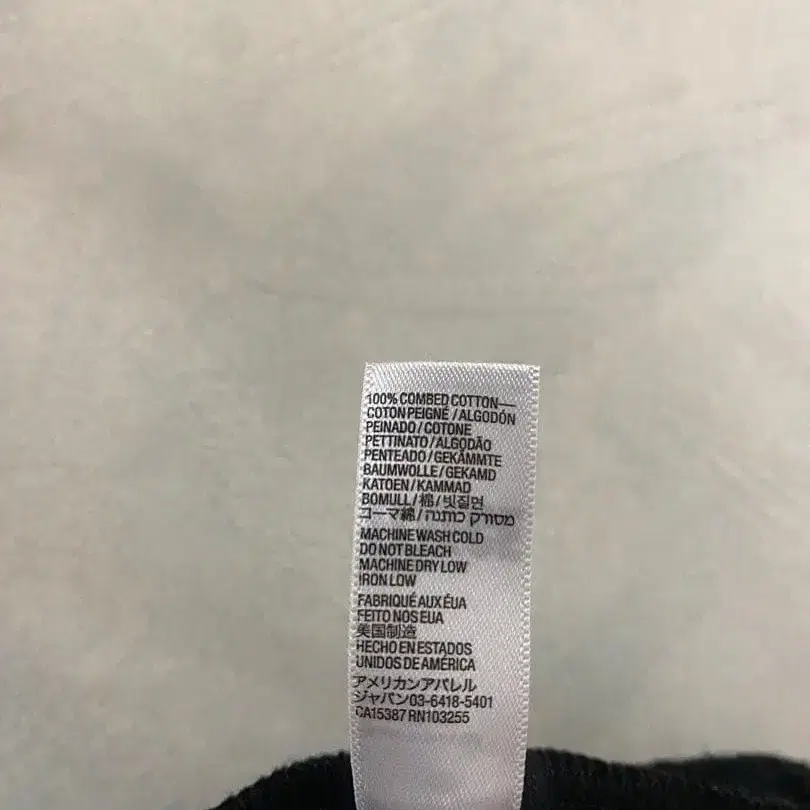 100% COMBED COTTON—
COTON PEIGNÉ / ALGODÓN
PEINADO / COTONE
PETTINATO / ALGODÃO
PENTEADO / GEKÄMMTE
BAUMWOLLE / GEKAMD
KATOEN / KAMMAD
BOMULL / 棉 / 빗질면
コーマ綿 / מסורק כותנה
MACHINE WASH COLD
DO NOT BLEACH
MACHINE DRY LOW
IRON LOW
FABRIQUÉ AUX ÉUA
FEITO NOS EUA
美国制造
HECHO EN ESTADOS
UNIDOS DE AMÉRICA
アメリカンアパレル
ジャパン03-6418-5401
CA15387 RN103255